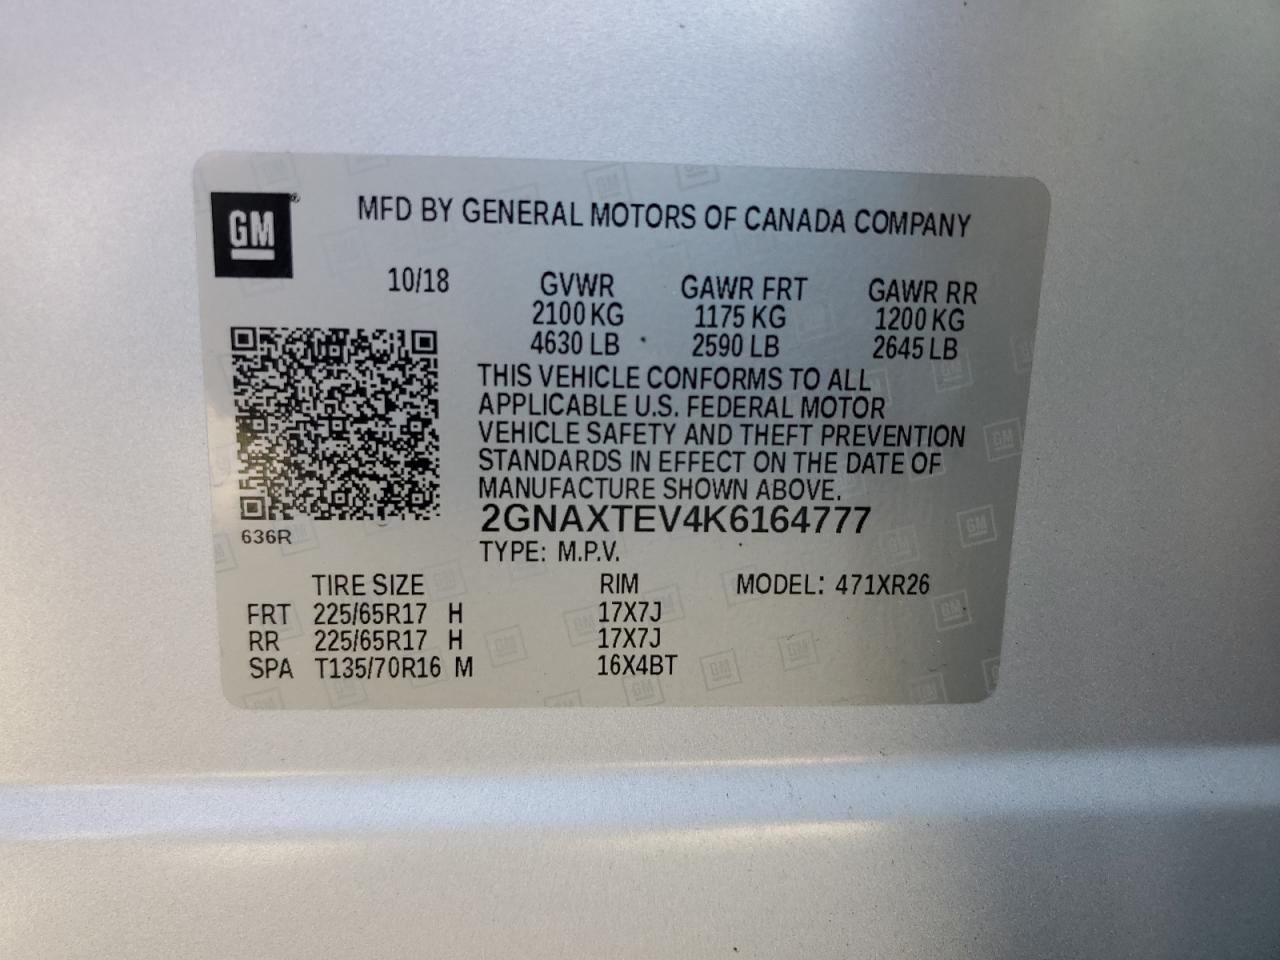 GM®
MFD BY GENERAL MOTORS OF CANADA COMPANY
10/18 GVWR GAWR FRT GAWR RR
2100 KG 1175 KG 1200 KG
4630 LB 2590 LB 2645 LB
THIS VEHICLE CONFORMS TO ALL
APPLICABLE U.S. FEDERAL MOTOR
VEHICLE SAFETY AND THEFT PREVENTION
STANDARDS IN EFFECT ON THE DATE OF
MANUFACTURE SHOWN ABOVE.
2GNAXTEV4K6164777
636R
TYPE: M.P.V.
TIRE SIZE RIM MODEL: 471XR26
FRT 225/65R17 H 17X7J
RR 225/65R17 H 17X7J
SPA T135/70R16 M 16X4BT